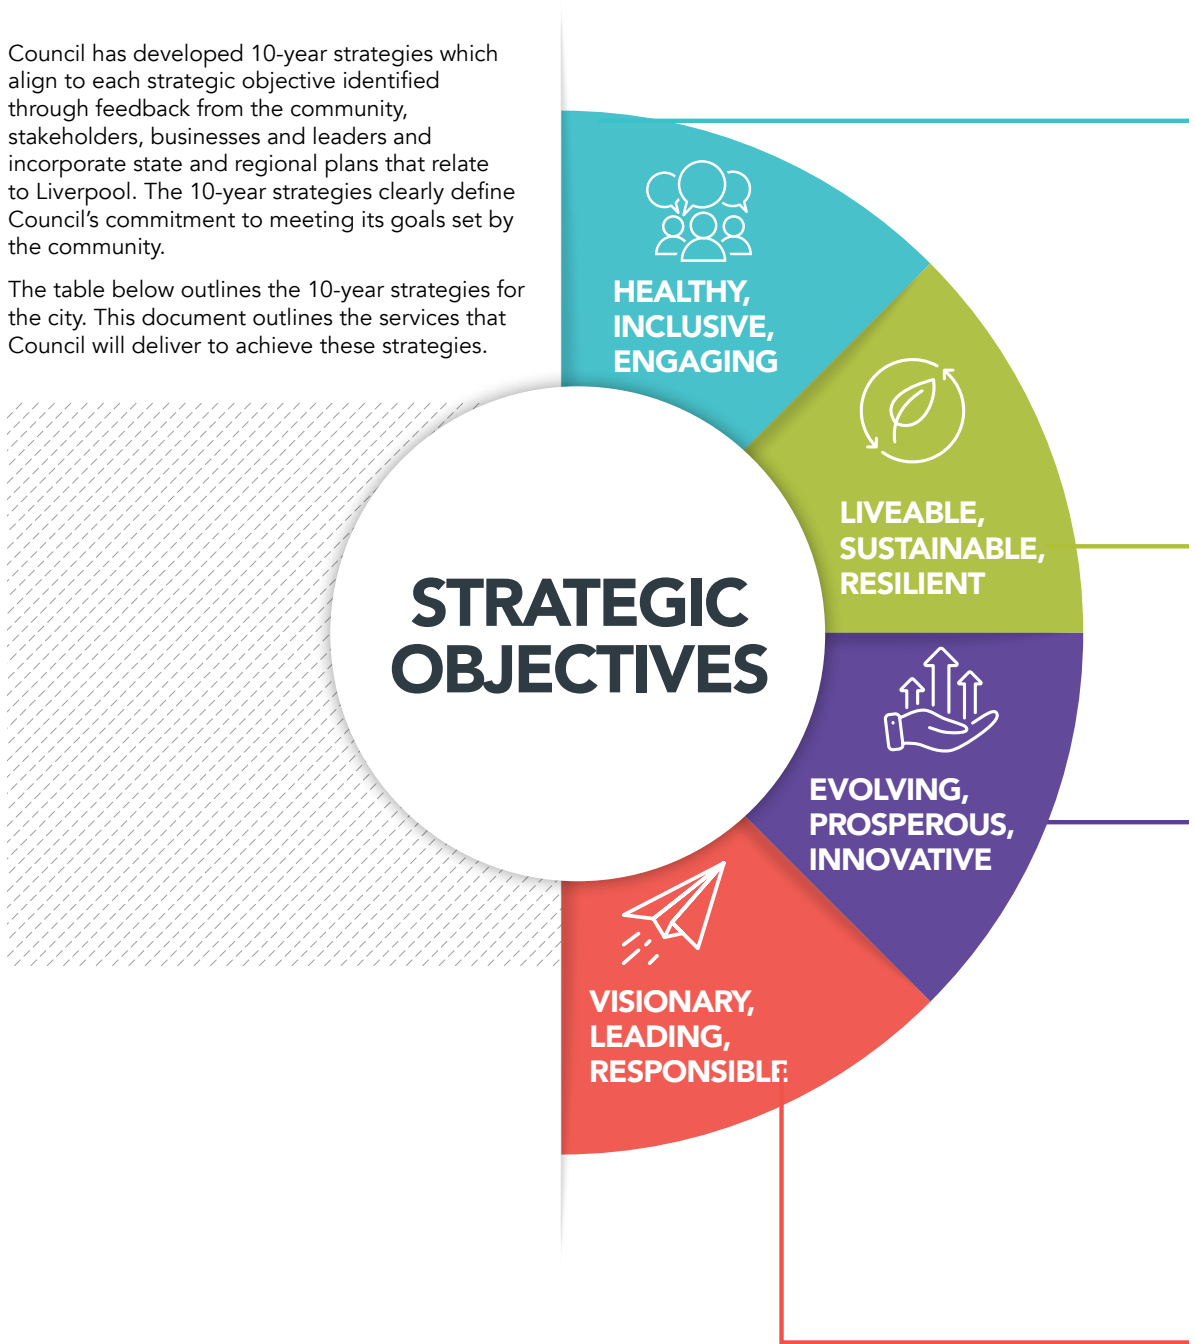 Council has developed 10-year strategies which
align to each strategic objective identified
through feedback from the community,
stakeholders, businesses and leaders and
incorporate state and regional plans that relate
to Liverpool. The 10-year strategies clearly define
Council's commitment to meeting its goals set by
the community.
The table below outlines the 10-year strategies for
the city. This document outlines the services that
Council will deliver to achieve these strategies.
HEALTHY,
INCLUSIVE,
ENGAGING
LIVEABLE,
SUSTAINABLE,
RESILIENT
STRATEGIC
OBJECTIVES
EVOLVING,
PROSPEROUS,
INNOVATIVE
VISIONARY,
LEADING,
RESPONSIBLE